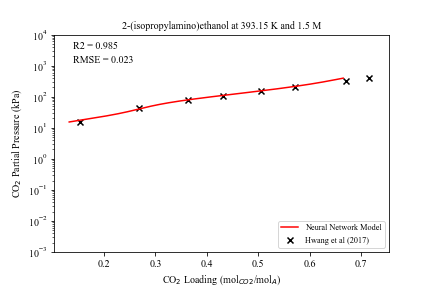 2-(isopropylamino)ethanol at 393.15 K and 1.5 M
R2 = 0.985
RMSE = 0.023
CO₂ Partial Pressure (kPa)
10⁴
10³
10²
10¹
10⁰
10⁻¹
10⁻²
10⁻³
0.2 0.3 0.4 0.5 0.6 0.7
CO₂ Loading (mol_CO2/mol_A)
Neural Network Model
Hwang et al (2017)